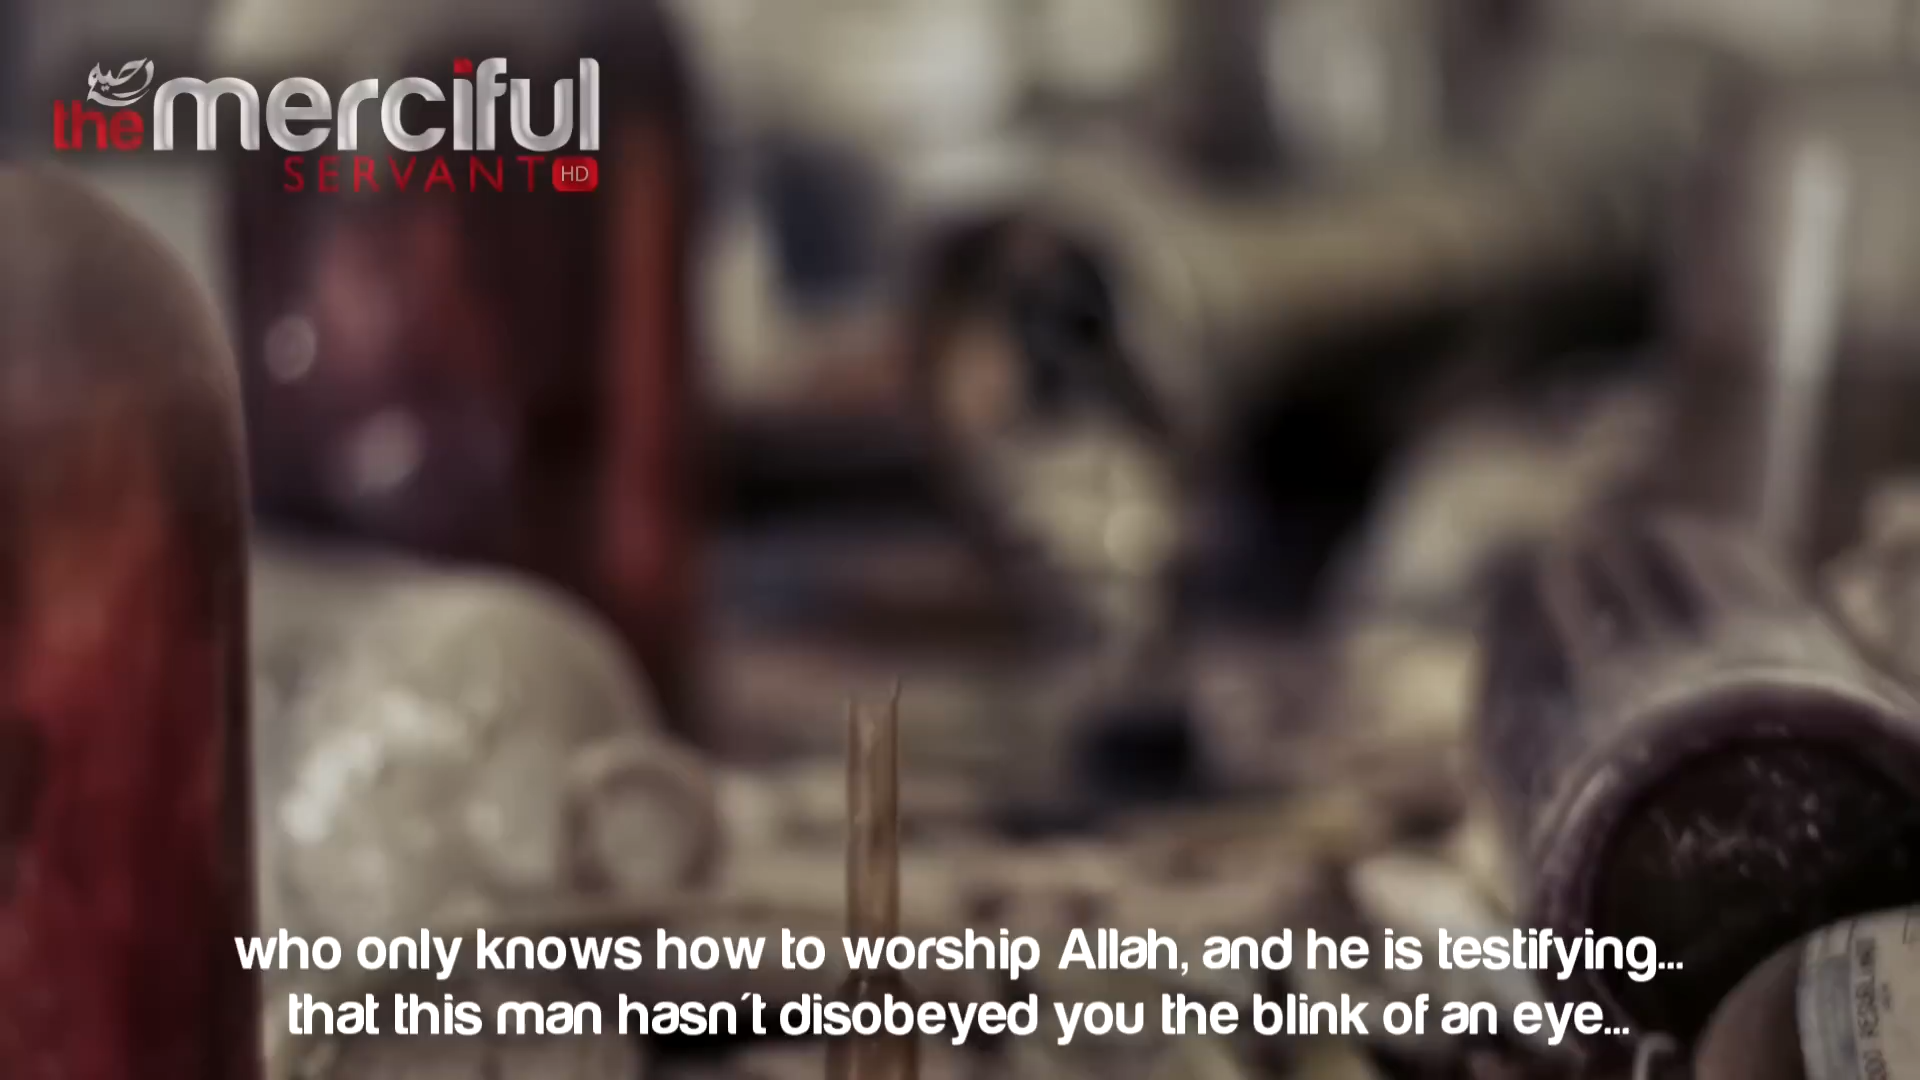 رحيم
the merciful
SERVANT HD
who only knows how to worship Allah, and he is testifying...
that this man hasn´t disobeyed you the blink of an eye...